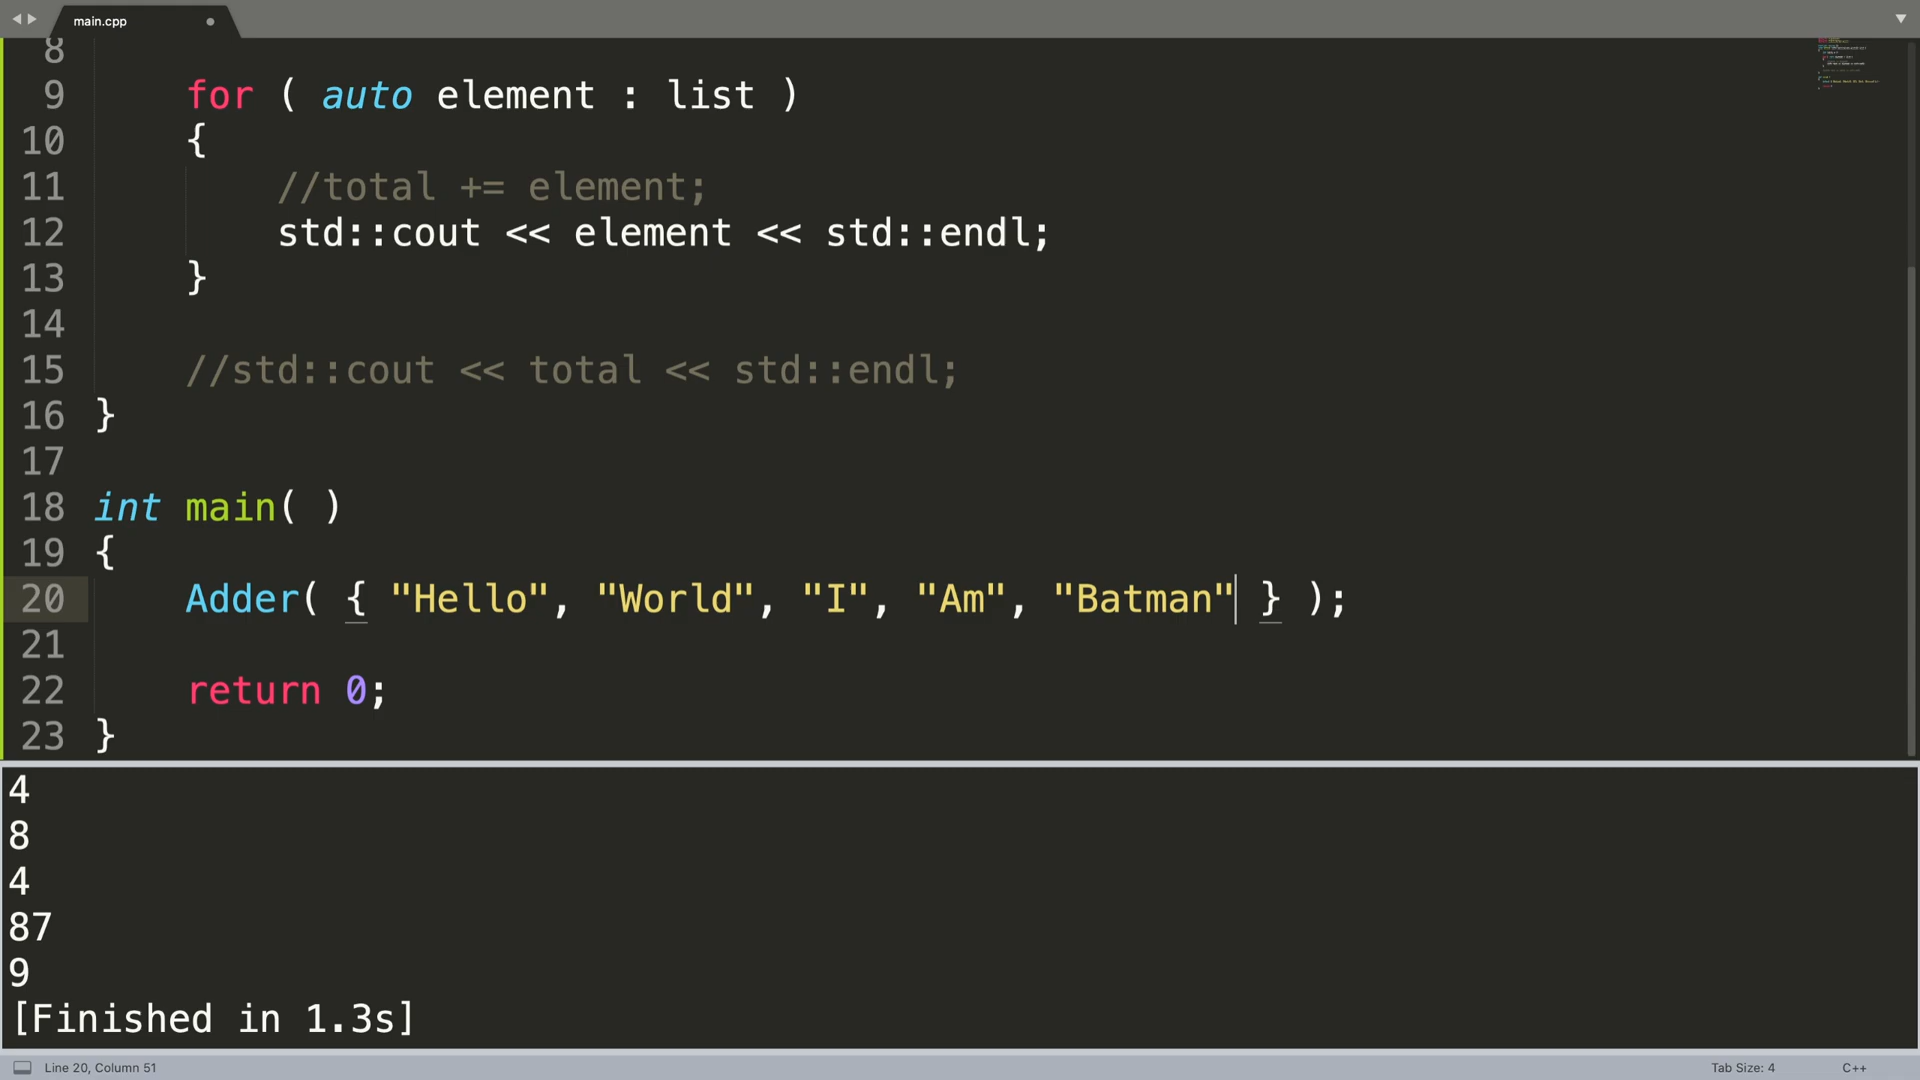 main.cpp
8
9 for ( auto element : list )
10 {
11 //total += element;
12 std::cout << element << std::endl;
13 }
14
15 //std::cout << total << std::endl;
16 }
17
18 int main( )
19 {
20 Adder( { "Hello", "World", "I", "Am", "Batman" } );
21
22 return 0;
23 }
4
8
4
87
9
[Finished in 1.3s]
Line 20, Column 51
Tab Size: 4
C++